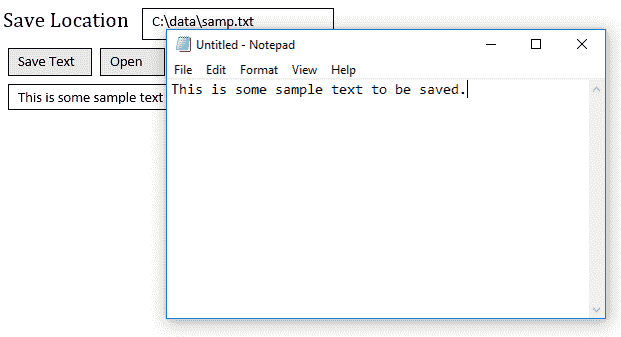 Save Location
C:\data\samp.txt
Save Text
Open
This is some sample text
Untitled - Notepad
File Edit Format View Help
This is some sample text to be saved.